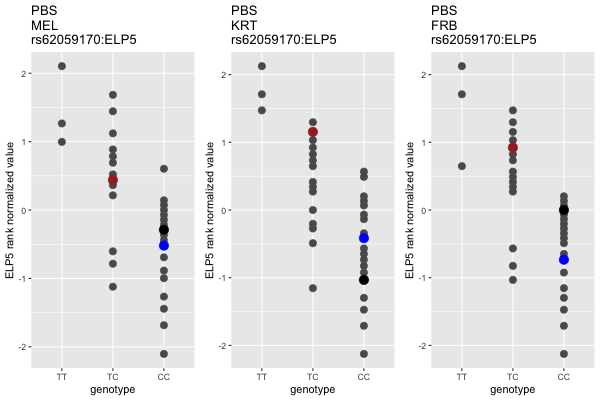 PBS
MEL
rs62059170:ELP5
ELP5 rank normalized value
2
1
0
-1
-2
TT
TC
CC
genotype
PBS
KRT
rs62059170:ELP5
ELP5 rank normalized value
2
1
0
-1
-2
TT
TC
CC
genotype
PBS
FRB
rs62059170:ELP5
ELP5 rank normalized value
2
1
0
-1
-2
TT
TC
CC
genotype